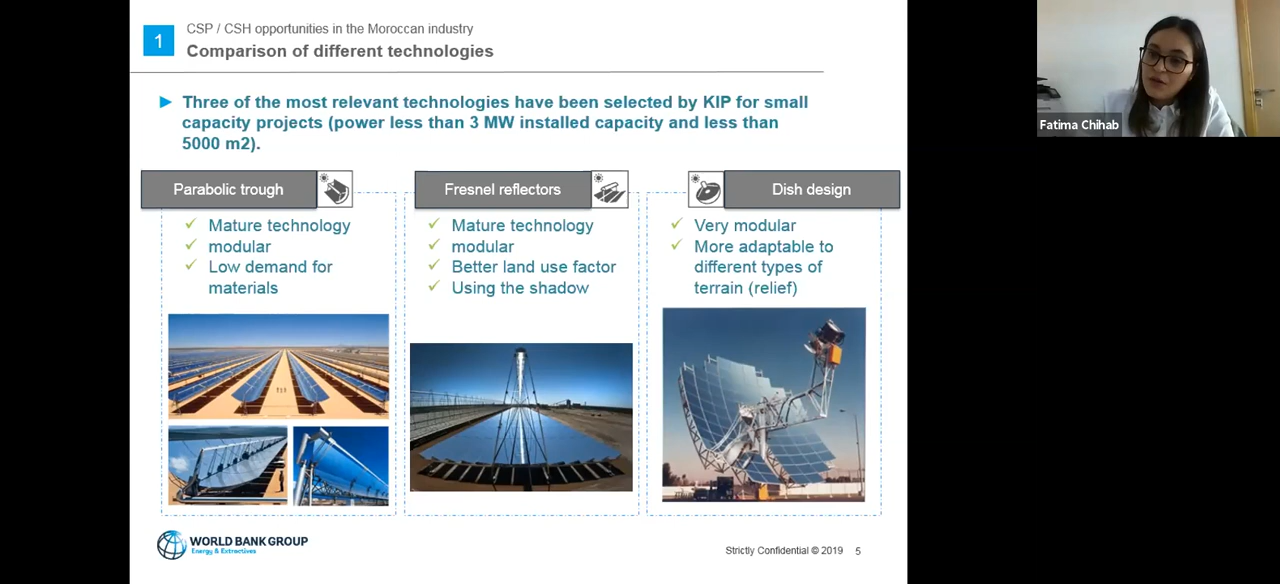 1
CSP / CSH opportunities in the Moroccan industry
Comparison of different technologies
Three of the most relevant technologies have been selected by KIP for small
capacity projects (power less than 3 MW installed capacity and less than
5000 m2).
Parabolic trough
Mature technology
modular
Low demand for
materials
Fresnel reflectors
Mature technology
modular
Better land use factor
Using the shadow
Dish design
Very modular
More adaptable to
different types of
terrain (relief)
WORLD BANK GROUP
Energy & Extractives
Strictly Confidential © 2019 5
Fatima Chihab